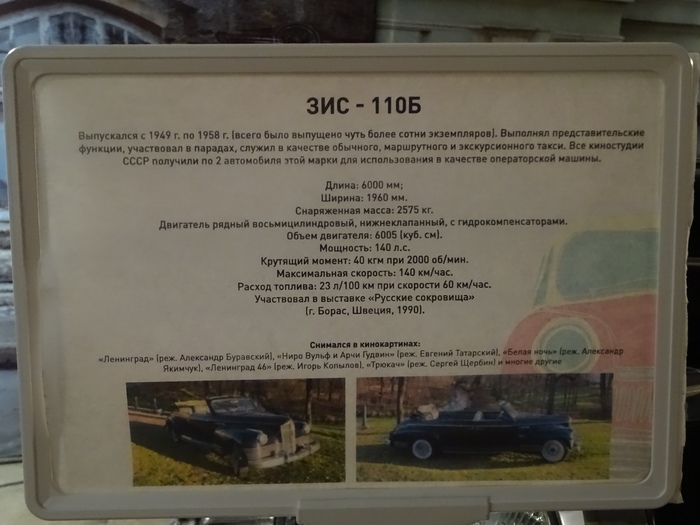 ЗИС - 110Б
Выпускался с 1949 г. по 1958 г. (всего было выпущено чуть более сотни экземпляров). Выполнял представительские
функции, участвовал в парадах, служил в качестве обычного, маршрутного и экскурсионного такси. Все киностудии
СССР получили по 2 автомобиля этой марки для использования в качестве операторской машины.
Длина: 6000 мм;
Ширина: 1960 мм.
Снаряженная масса: 2575 кг.
Двигатель рядный восьмицилиндровый, нижнеклапанный, с гидрокомпенсаторами.
Объем двигателя: 6005 (куб. см).
Мощность: 140 л.с.
Крутящий момент: 40 кгм при 2000 об/мин.
Максимальная скорость: 140 км/час.
Расход топлива: 23 л/100 км при скорости 60 км/час.
Участвовал в выставке «Русские сокровища»
(г. Борас, Швеция, 1990).
Снимался в кинокартинах:
«Ленинград» (реж. Александр Буравский), «Ниро Вульф и Арчи Гудвин» (реж. Евгений Татарский), «Белая ночь» (реж. Александр
Якимчук), «Ленинград 46» (реж. Игорь Копылов), «Трюкач» (реж. Сергей Щербин) и многие другие